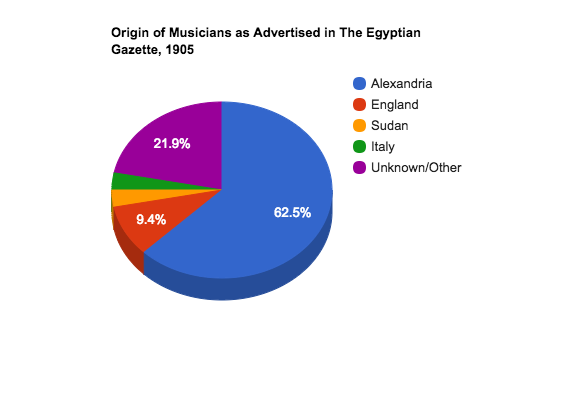 Origin of Musicians as Advertised in The Egyptian
Gazette, 1905
Alexandria
England
Sudan
Italy
Unknown/Other
21.9%
62.5%
9.4%